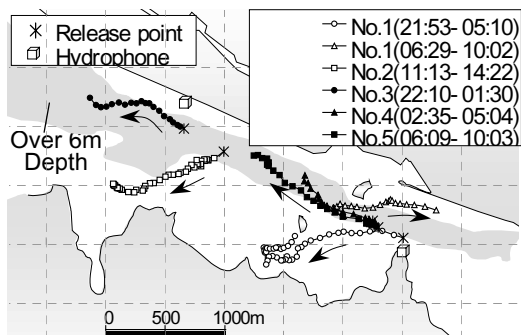 Release point
Hydrophone
No.1(21:53- 05:10)
No.1(06:29- 10:02)
No.2(11:13- 14:22)
No.3(22:10- 01:30)
No.4(02:35- 05:04)
No.5(06:09- 10:03)
Over 6m
Depth
0 500 1000m